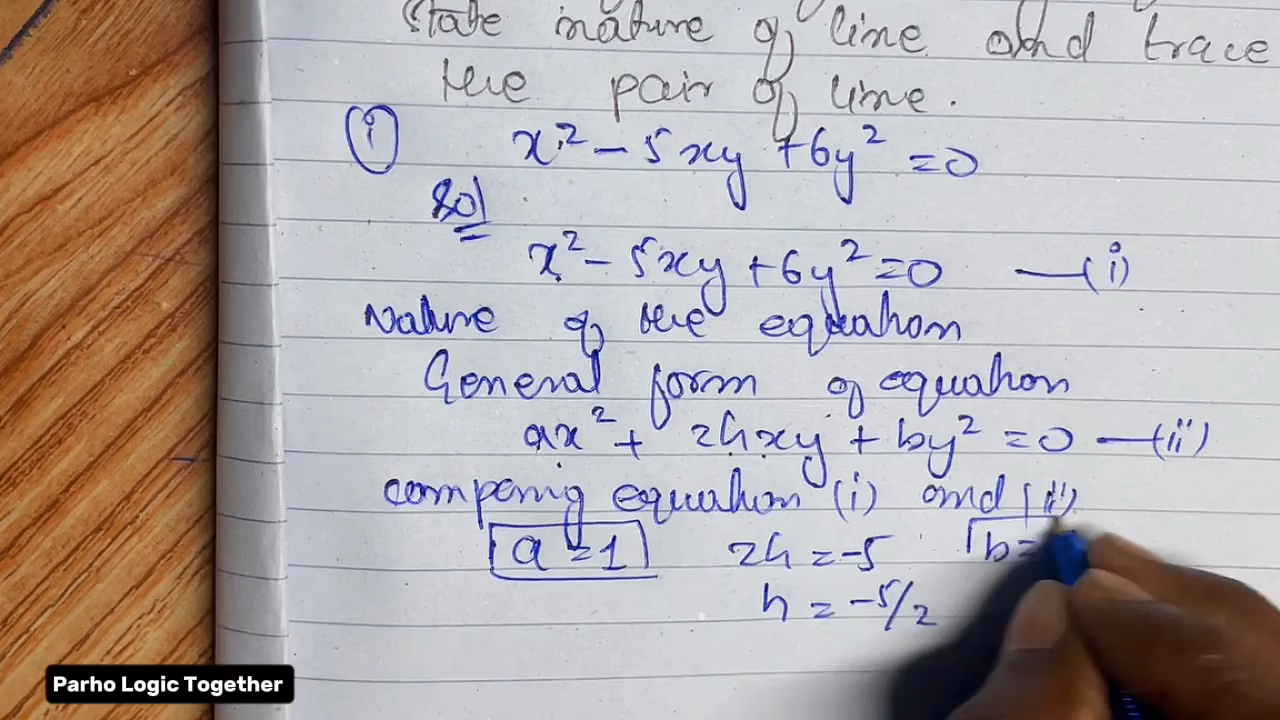 State nature of line and trace
the pair of line.
(i) x² - 5xy + 6y² = 0
Sol
x² - 5xy + 6y² = 0 —(i)
Nature of the equation
General form of equation
ax² + 2hxy + by² = 0 —(ii)
comparing equation (i) and (ii)
a = 1 2h = -5 b =
h = -5/2
Parho Logic Together